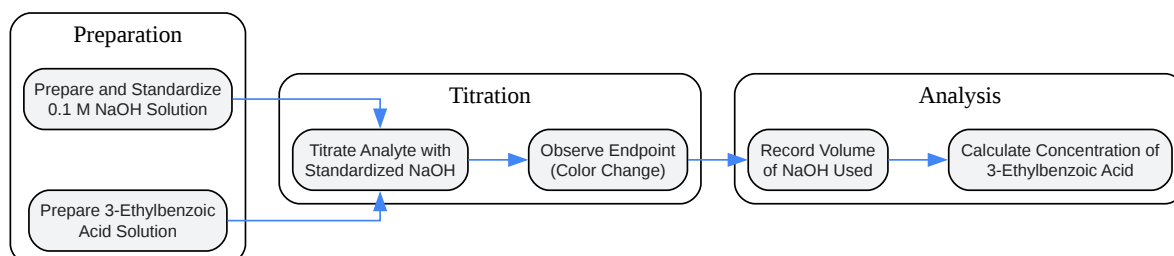 Preparation
Prepare and Standardize
0.1 M NaOH Solution
Prepare 3-Ethylbenzoic
Acid Solution
Titration
Titrate Analyte with
Standardized NaOH
Observe Endpoint
(Color Change)
Analysis
Record Volume
of NaOH Used
Calculate Concentration of
3-Ethylbenzoic Acid